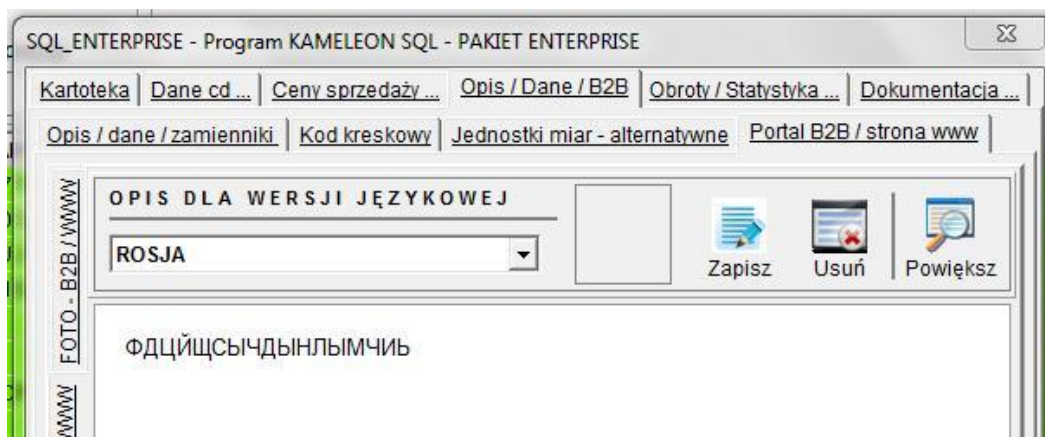 SQL_ENTERPRISE - Program KAMELEON SQL - PAKIET ENTERPRISE
Kartoteka Dane cd ... Ceny sprzedaży ... Opis / Dane / B2B Obroty / Statystyka ... Dokumentacja ...
Opis / dane / zamienniki Kod kreskowy Jednostki miar - alternatywne Portal B2B / strona www
FOTO - B2B / WWW
OPIS DLA WERSJI JĘZYKOWEJ
ROSJA
Zapisz Usuń Powiększ
ФДЦЙЩСЫЧДЫНЛЫМЧИЬ
WWW